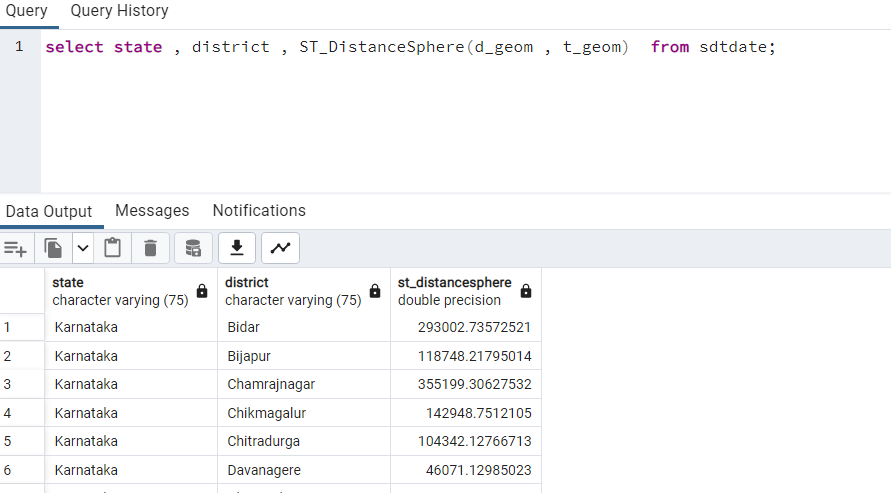 Query Query History
1 select state , district , ST_DistanceSphere(d_geom , t_geom)  from sdtdate;
Data Output Messages Notifications
state district st_distancesphere
character varying (75) character varying (75) double precision
1 Karnataka Bidar 293002.73572521
2 Karnataka Bijapur 118748.21795014
3 Karnataka Chamrajnagar 355199.30627532
4 Karnataka Chikmagalur 142948.7512105
5 Karnataka Chitradurga 104342.12766713
6 Karnataka Davanagere 46071.12985023